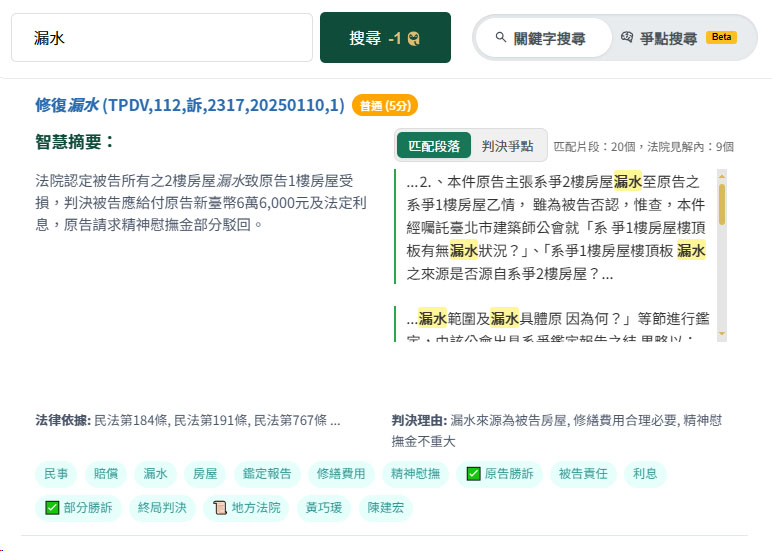 漏水
搜尋 -1
關鍵字搜尋
爭點搜尋 Beta
修復漏水 (TPDV,112,訴,2317,20250110,1) 普通 (5分)
智慧摘要：
法院認定被告所有之2樓房屋漏水致原告1樓房屋受
損，判決被告應給付原告新臺幣6萬6,000元及法定利
息，原告請求精神慰撫金部分駁回。
匹配段落 判決爭點 匹配片段：20個，法院見解內：9個
...2. 、本件原告主張系爭2樓房屋漏水至原告之
系爭1樓房屋乙情， 雖為被告否認，惟查，本件
經囑託臺北市建築師公會就「系 爭1樓房屋樓頂
板有無漏水狀況？」、「系爭1樓房屋樓頂板 漏水
之來源是否源自系爭2樓房屋？...
...漏水範圍及漏水具體原 因為何？」等節進行鑑
定，由該公會出具系爭鑑定報告之結 果略以：
法律依據: 民法第184條, 民法第191條, 民法第767條 ...
判決理由: 漏水來源為被告房屋, 修繕費用合理必要, 精神慰
撫金不重大
民事 賠償 漏水 房屋 鑑定報告 修繕費用 精神慰撫 ✅ 原告勝訴 被告責任 利息
✅ 部分勝訴 終局判決 📜 地方法院 黃巧瑗 陳建宏